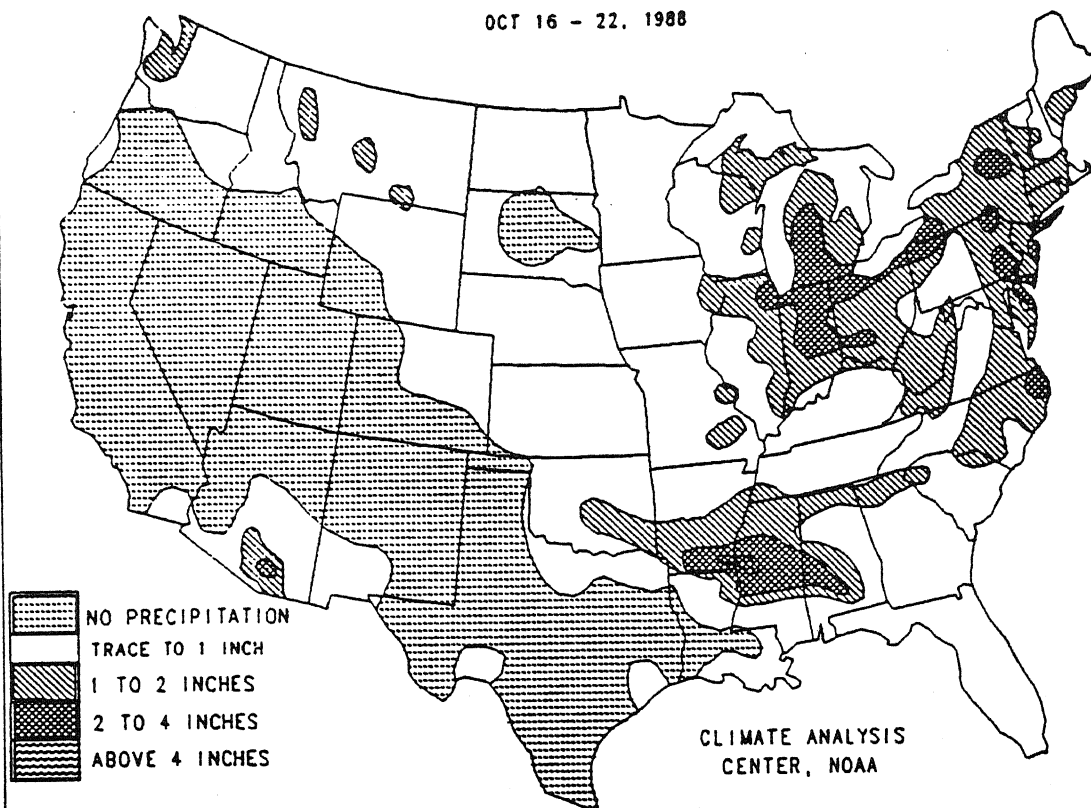 OCT 16 - 22, 1988
NO PRECIPITATION
TRACE TO 1 INCH
1 TO 2 INCHES
2 TO 4 INCHES
ABOVE 4 INCHES
CLIMATE ANALYSIS
CENTER, NOAA